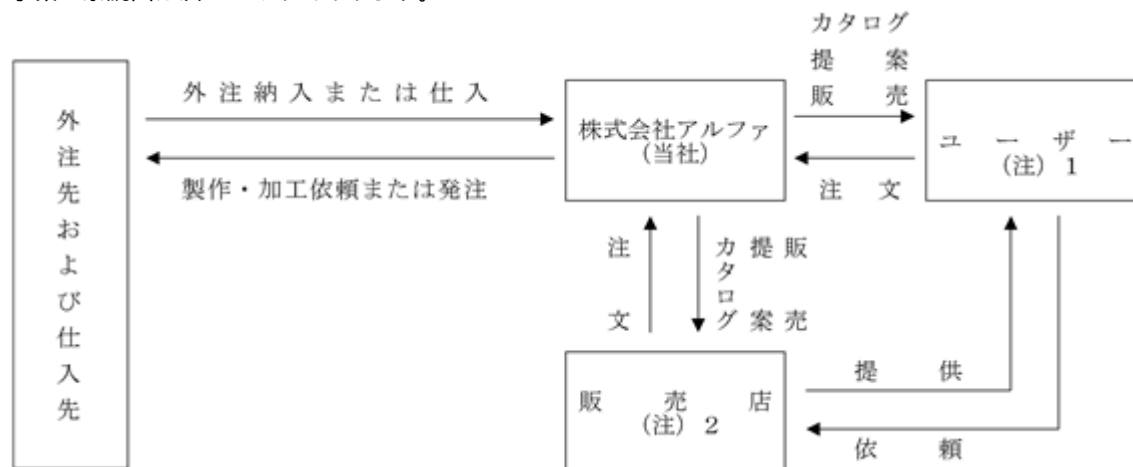 カタログ
提案
販売
外注納入または仕入
株式会社アルファ
(当社)
ユーザー
(注)1
製作・加工依頼または発注
注文
外注先および仕入先
注文
カタログ
提案
販売
販売店
(注)2
提供
依頼